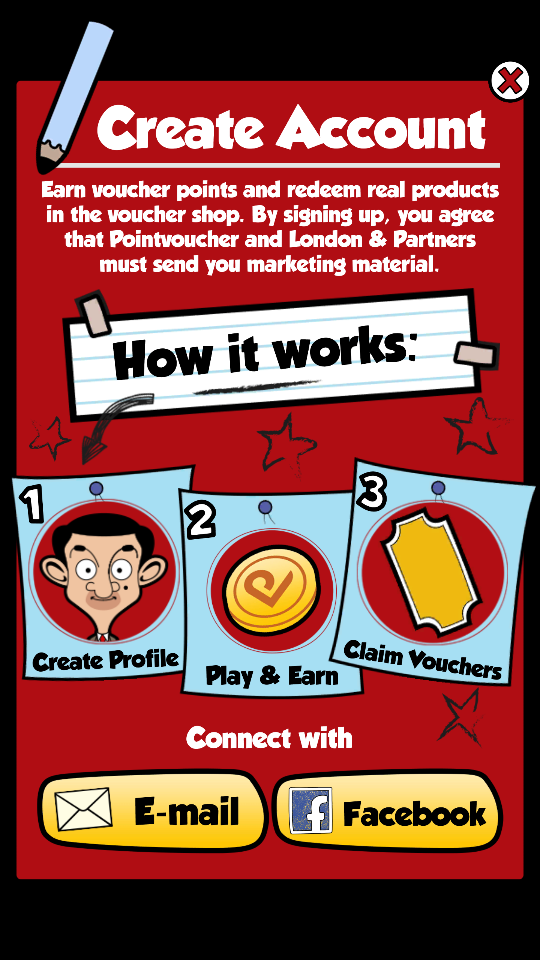 Create Account
Earn voucher points and redeem real products
in the voucher shop. By signing up, you agree
that Pointvoucher and London & Partners
must send you marketing material.
How it works:
1
2
3
Create Profile
Play & Earn
Claim Vouchers
Connect with
E-mail
Facebook